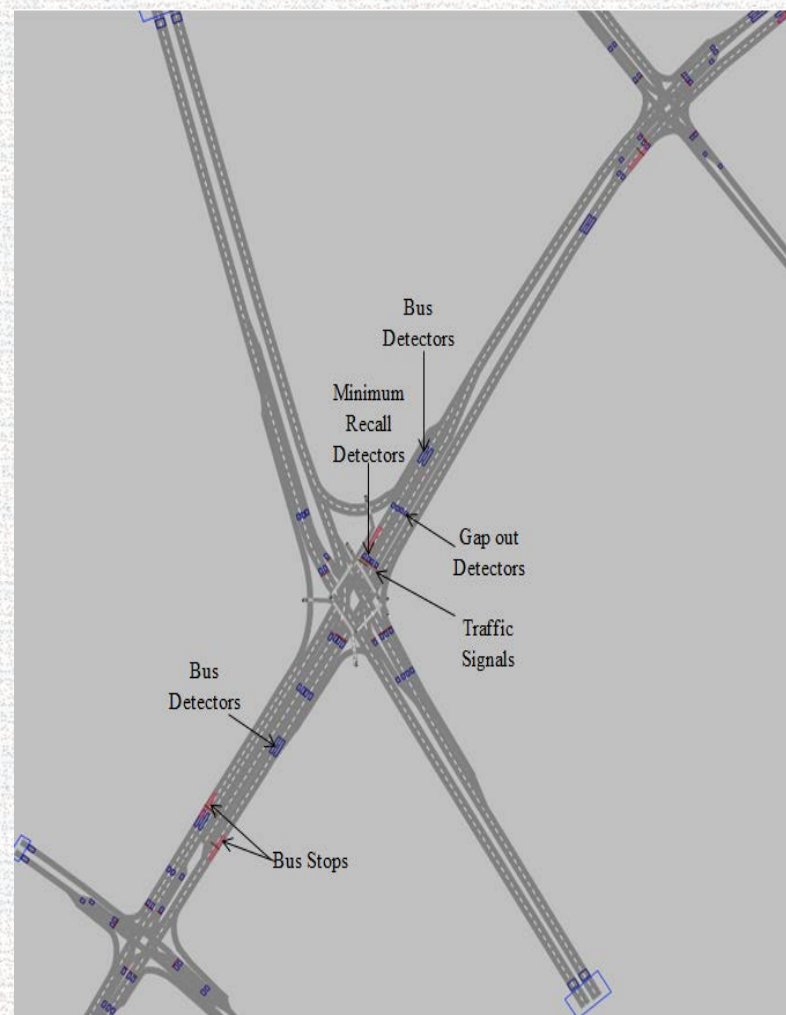 Bus
Detectors
Minimum
Recall
Detectors
Gap out
Detectors
Traffic
Signals
Bus
Detectors
Bus Stops